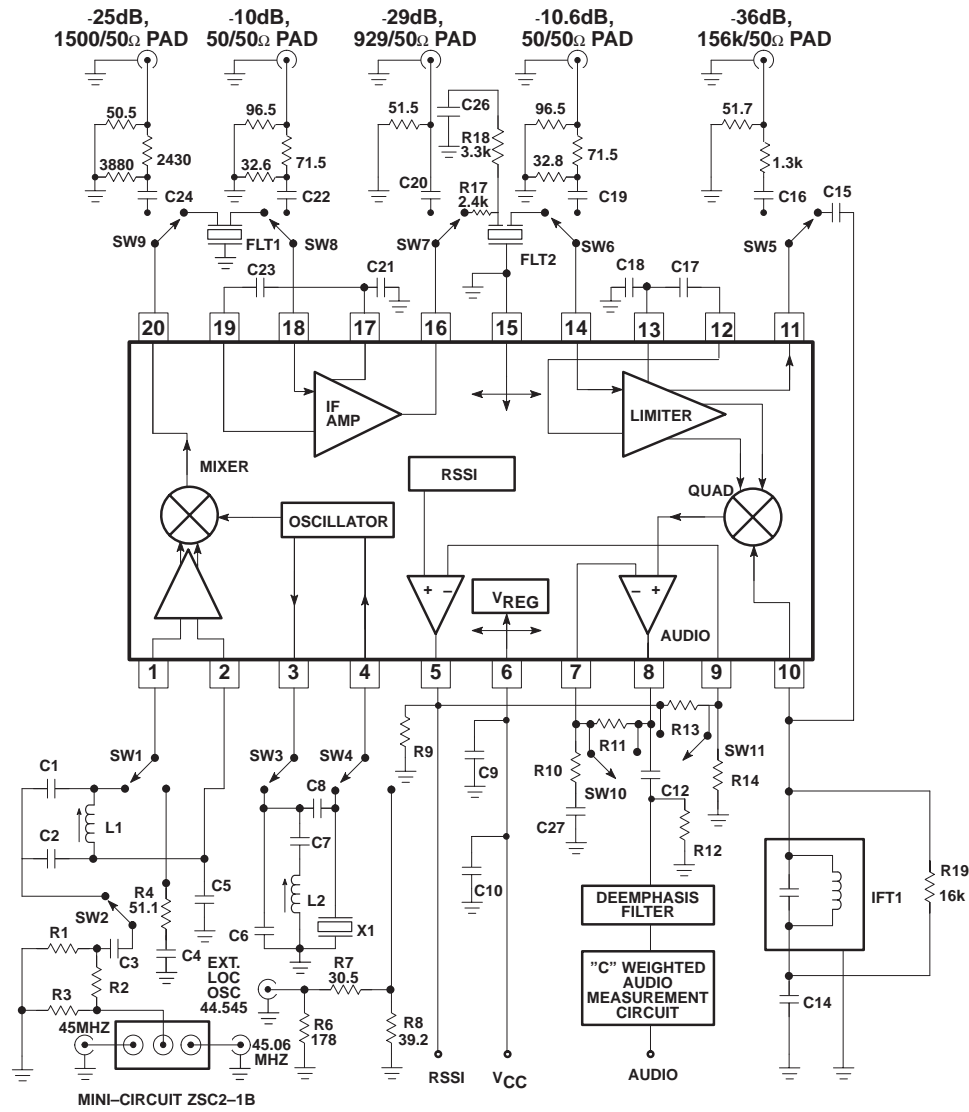 -25dB,
1500/50Ω PAD
-10dB,
50/50Ω PAD
-29dB,
929/50Ω PAD
-10.6dB,
50/50Ω PAD
-36dB,
156k/50Ω PAD
50.5
96.5
51.5
C26
96.5
51.7
R18
3.3k
3880
2430
32.6
71.5
32.8
71.5
1.3k
C24
C22
C20
R17
2.4k
C19
C16
C15
SW9
FLT1
SW8
SW7
FLT2
SW6
SW5
C23
C21
C18
C17
20
19
18
17
16
15
14
13
12
11
IF
AMP
LIMITER
MIXER
RSSI
QUAD
OSCILLATOR
+
–
VREG
–
+
AUDIO
1
2
3
4
5
6
7
8
9
10
SW1
SW3
SW4
R9
C9
R10
R11
R13
SW11
R14
SW10
C1
L1
C8
C7
C12
C27
R12
C2
C5
R4
51.1
L2
X1
C10
R19
16k
IFT1
SW2
C6
C4
DEEMPHASIS
FILTER
R1
C3
R2
EXT.
LOC
OSC
44.545
R7
30.5
"C" WEIGHTED
AUDIO
MEASUREMENT
CIRCUIT
C14
R3
45MHZ
45.06
MHZ
R6
178
R8
39.2
RSSI
VCC
AUDIO
MINI–CIRCUIT ZSC2–1B